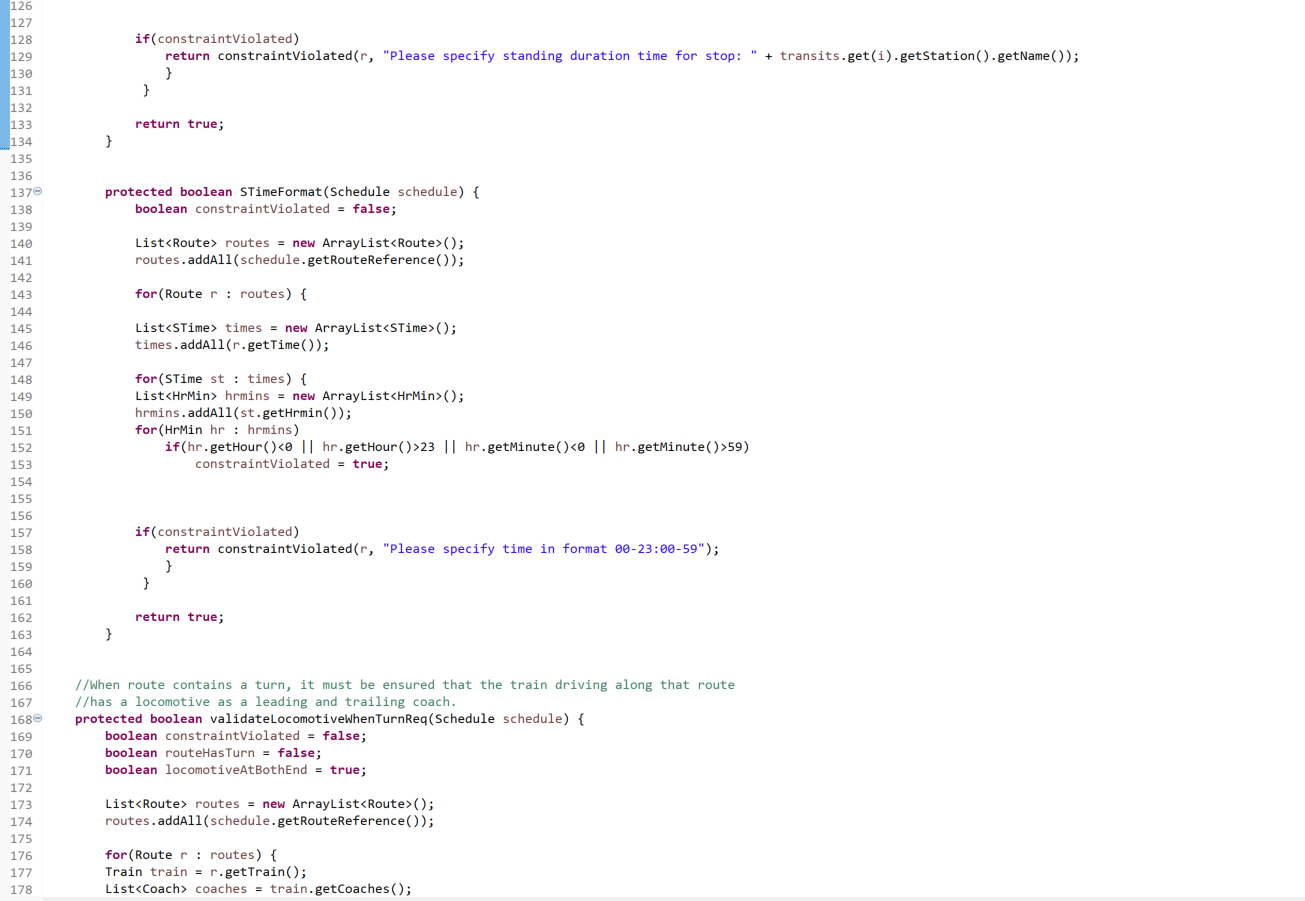 126
127
128 if(constraintViolated)
129 return constraintViolated(r, "Please specify standing duration time for stop: " + transits.get(i).getStation().getName());
130 }
131 }
132
133 return true;
134 }
135
136
137 protected boolean STimeFormat(Schedule schedule) {
138 boolean constraintViolated = false;
139
140 List<Route> routes = new ArrayList<Route>();
141 routes.addAll(schedule.getRouteReference());
142
143 for(Route r : routes) {
144
145 List<STime> times = new ArrayList<STime>();
146 times.addAll(r.getTime());
147
148 for(STime st : times) {
149 List<HrMin> hrmins = new ArrayList<HrMin>();
150 hrmins.addAll(st.getHrmin());
151 for(HrMin hr : hrmins)
152 if(hr.getHour()<0 || hr.getHour()>23 || hr.getMinute()<0 || hr.getMinute()>59)
153 constraintViolated = true;
154
155
156
157 if(constraintViolated)
158 return constraintViolated(r, "Please specify time in format 00-23:00-59");
159 }
160 }
161
162 return true;
163 }
164
165
166 //When route contains a turn, it must be ensured that the train driving along that route
167 //has a locomotive as a leading and trailing coach.
168 protected boolean validateLocomotiveWhenTurnReq(Schedule schedule) {
169 boolean constraintViolated = false;
170 boolean routeHasTurn = false;
171 boolean locomotiveAtBothEnd = true;
172
173 List<Route> routes = new ArrayList<Route>();
174 routes.addAll(schedule.getRouteReference());
175
176 for(Route r : routes) {
177 Train train = r.getTrain();
178 List<Coach> coaches = train.getCoaches();